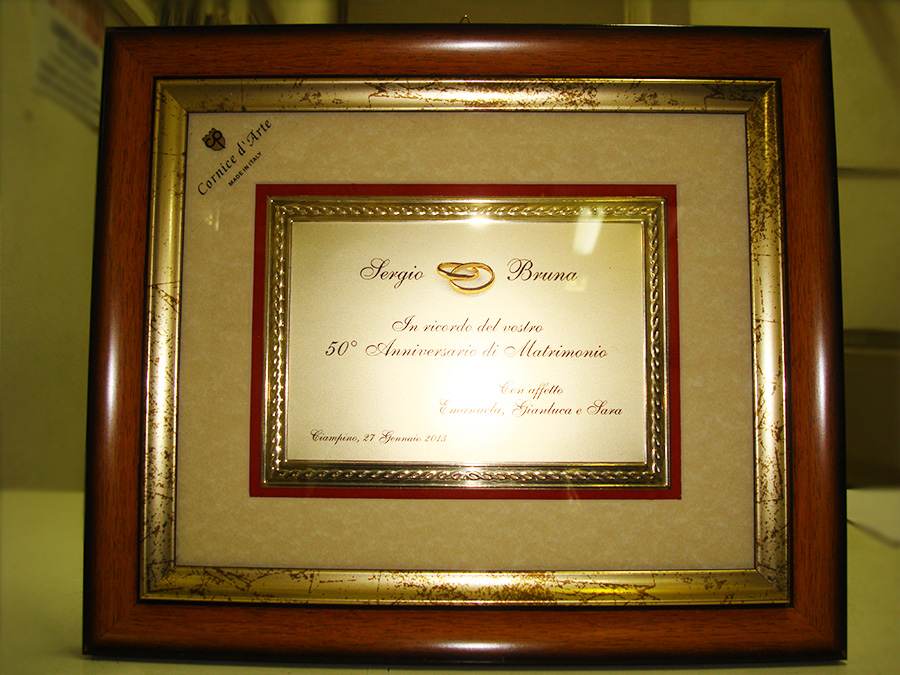 Cornice d'Arte
MADE IN ITALY
Sergio Bruna
In ricordo del vostro
50° Anniversario di Matrimonio
Con affetto
Emanuela, Gianluca e Sara
Ciampino, 27 Gennaio 2013